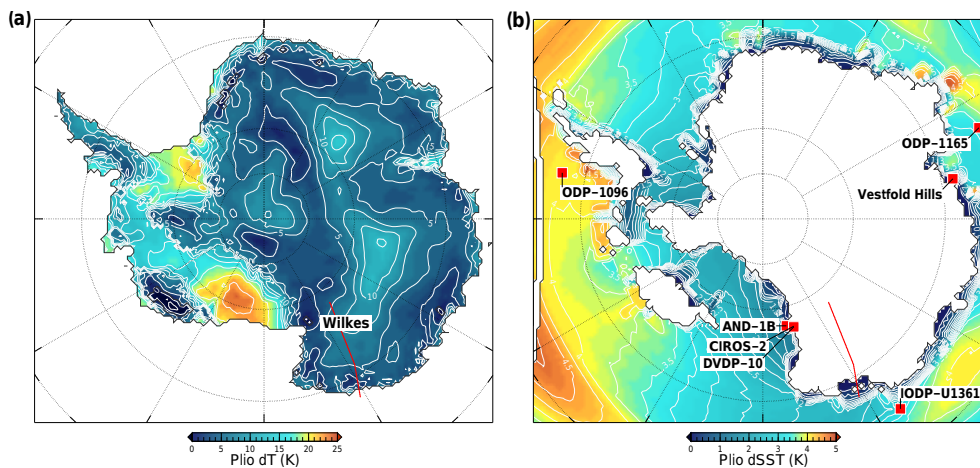 (a)
(b)
ODP−1165
ODP−1096
Vestfold Hills
Wilkes
AND−1B
CIROS−2
DVDP−10
IODP−U1361
0 5 10 15 20 25
Plio dT (K)
0 1 2 3 4 5
Plio dSST (K)